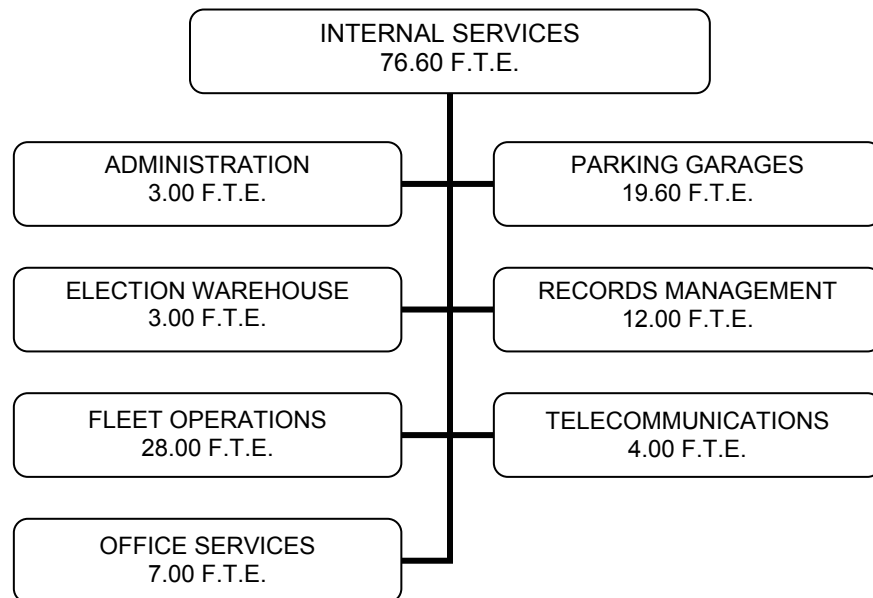 INTERNAL SERVICES
76.60 F.T.E.
ADMINISTRATION
3.00 F.T.E.
PARKING GARAGES
19.60 F.T.E.
ELECTION WAREHOUSE
3.00 F.T.E.
RECORDS MANAGEMENT
12.00 F.T.E.
FLEET OPERATIONS
28.00 F.T.E.
TELECOMMUNICATIONS
4.00 F.T.E.
OFFICE SERVICES
7.00 F.T.E.